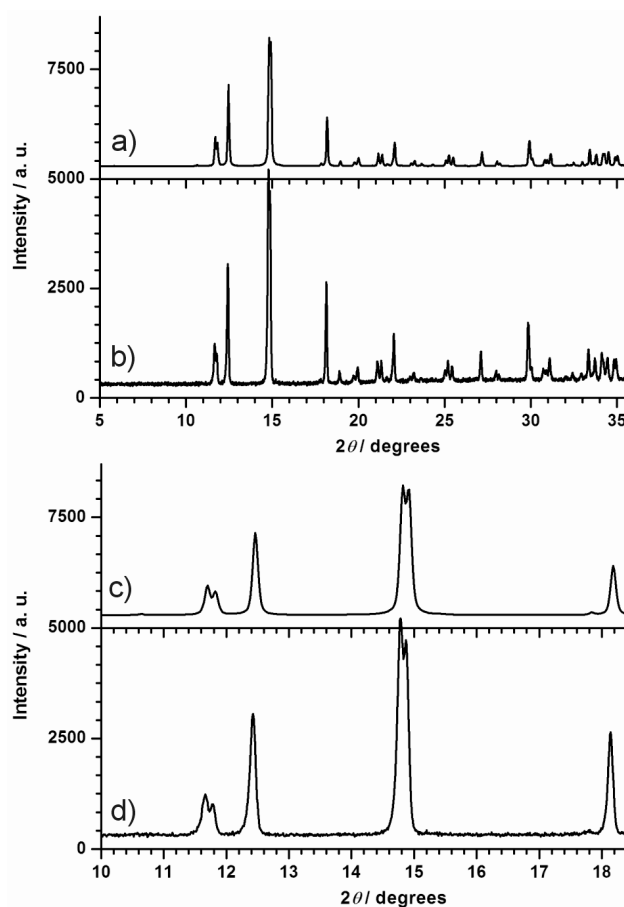 7500
a)
5000
2500
b)
0
5 10 15 20 25 30 35
2θ / degrees
Intensity / a. u.
7500
c)
5000
2500
d)
0
10 11 12 13 14 15 16 17 18
2θ / degrees
Intensity / a. u.